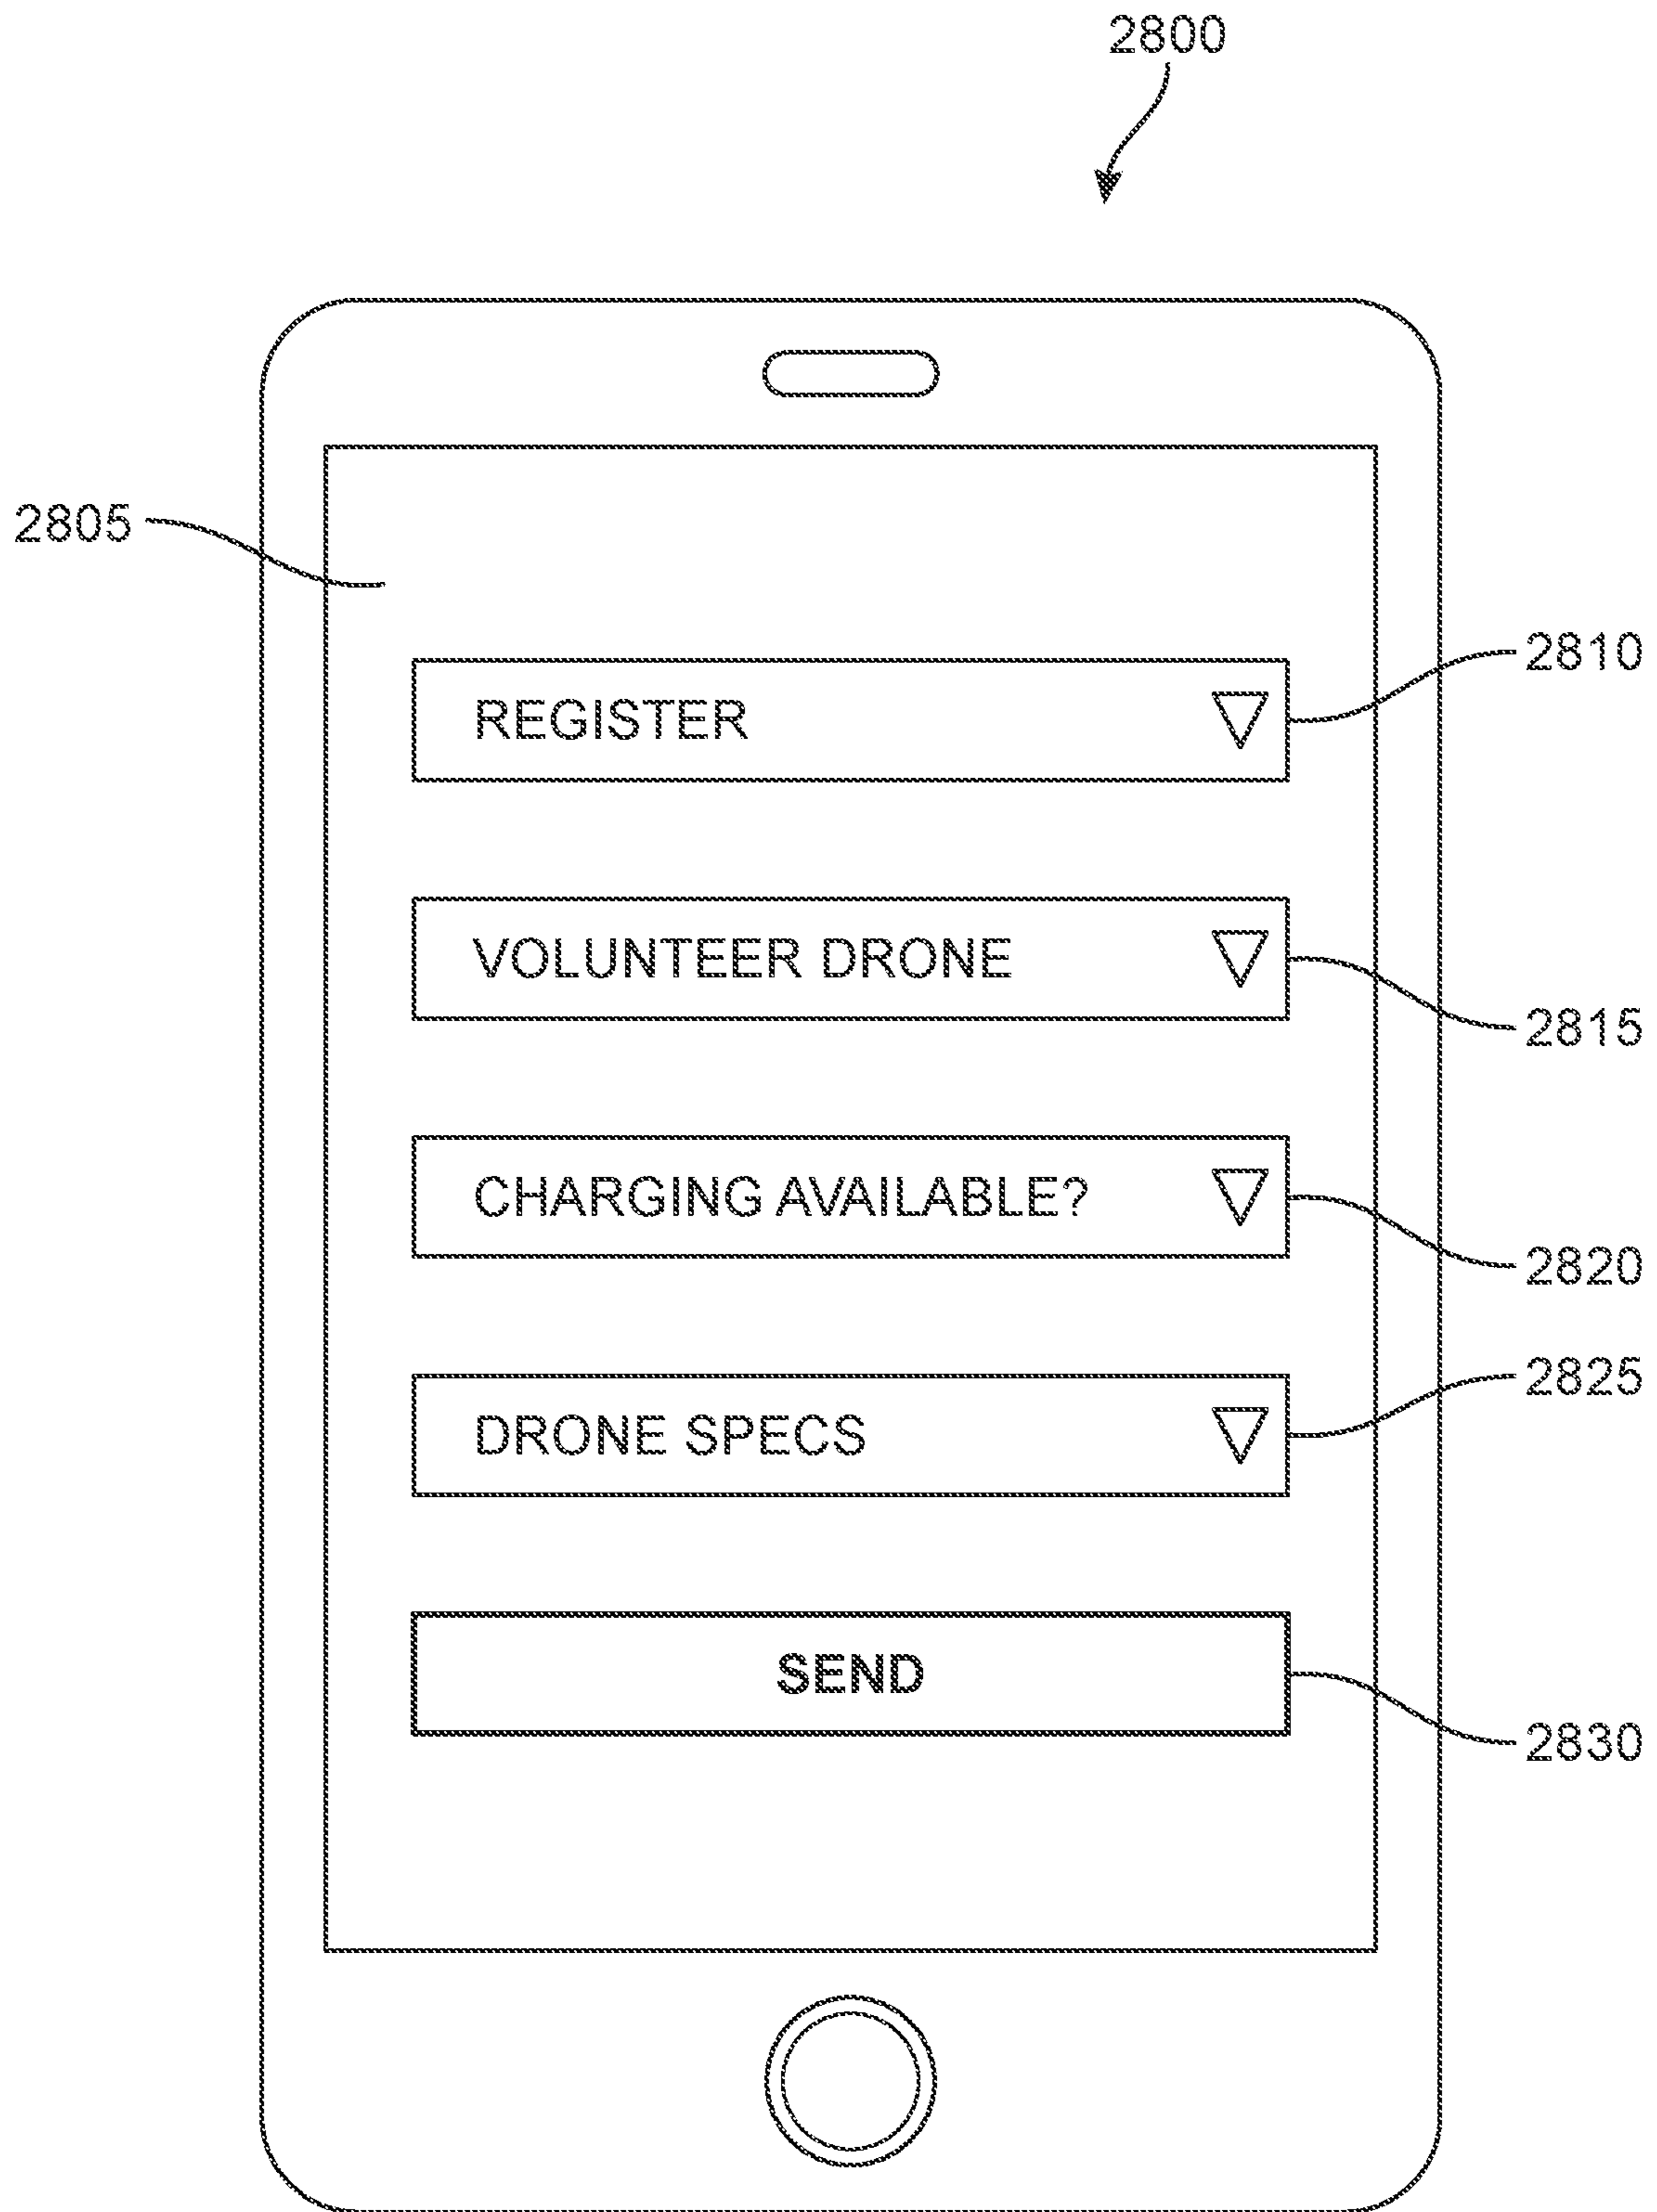 2800
2805
REGISTER
2810
VOLUNTEER DRONE
2815
CHARGING AVAILABLE?
2820
2825
DRONE SPECS
SEND
2830